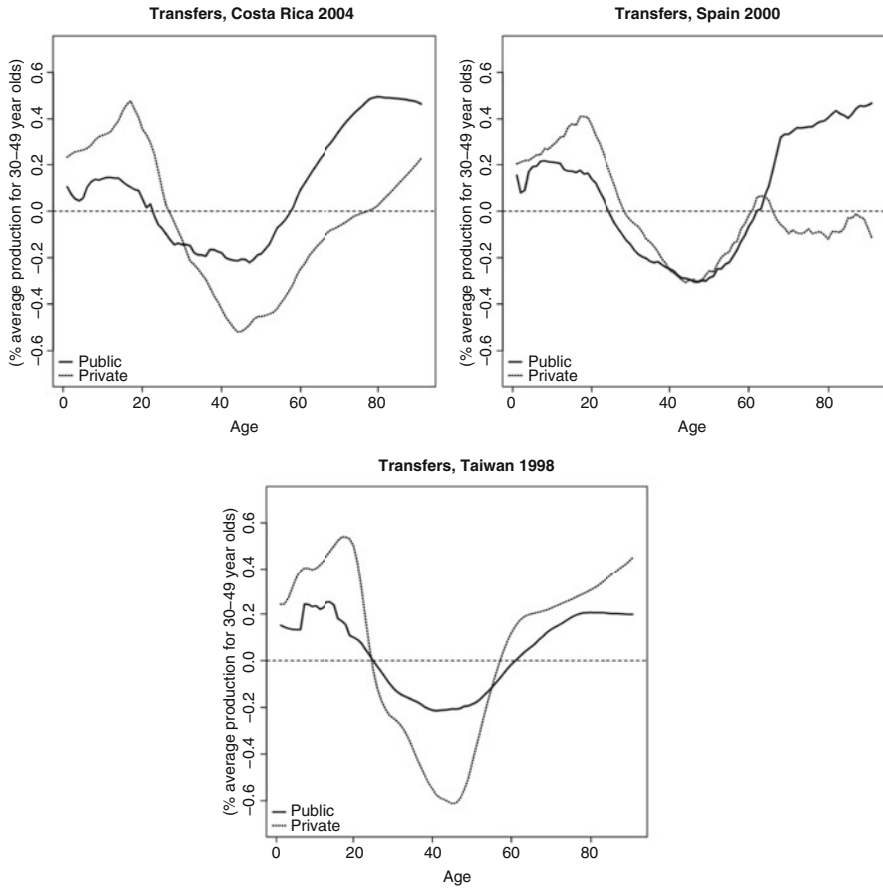 Transfers, Costa Rica 2004
(% average production for 30–49 year olds)
0.6
0.4
0.2
0.0
−0.2
−0.4
−0.6
Public
Private
0 20 40 60 80
Age
Transfers, Spain 2000
(% average production for 30–49 year olds)
0.6
0.4
0.2
0.0
−0.2
−0.4
−0.6
Public
Private
0 20 40 60 80
Age
Transfers, Taiwan 1998
(% average production for 30–49 year olds)
0.6
0.4
0.2
0.0
−0.2
−0.4
−0.6
Public
Private
0 20 40 60 80
Age